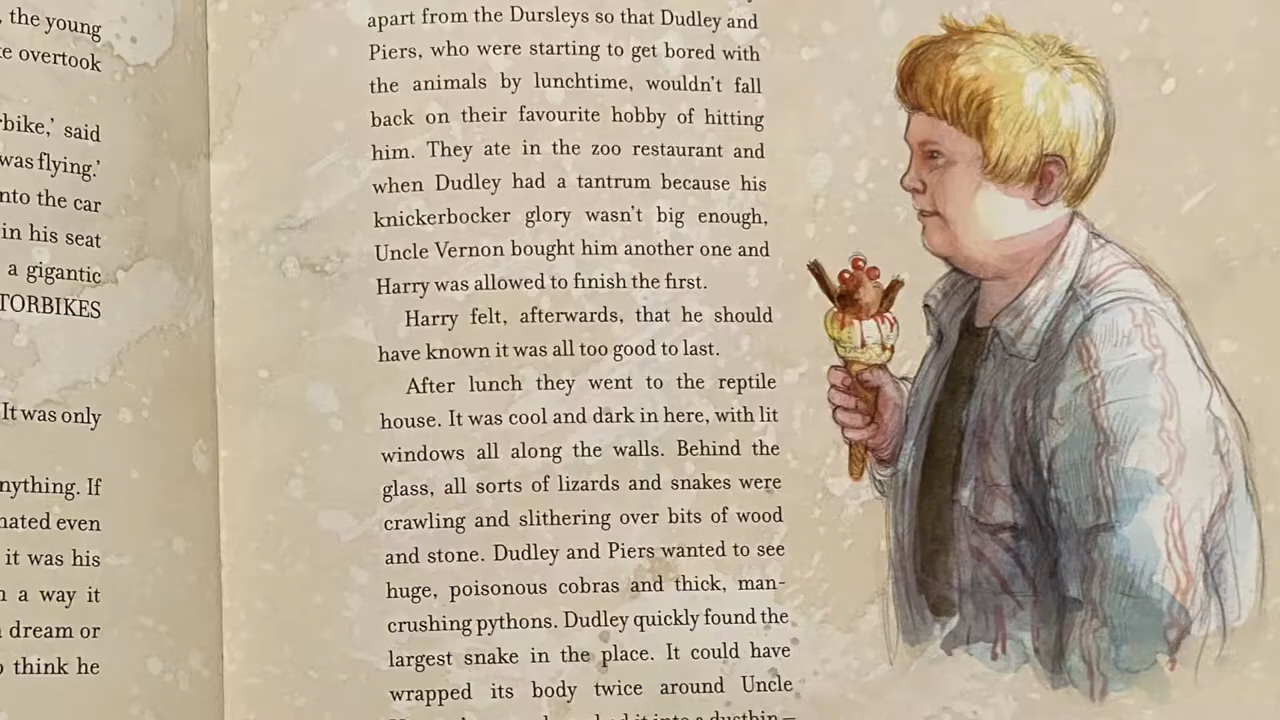 , the young
overtook
bike,’ said
was flying.’
nto the car
in his seat
a gigantic
TORBIKES
It was only
nything. If
nated even
it was his
a way it
dream or
think he
apart from the Dursleys so that Dudley and
Piers, who were starting to get bored with
the animals by lunchtime, wouldn’t fall
back on their favourite hobby of hitting
him. They ate in the zoo restaurant and
when Dudley had a tantrum because his
knickerbocker glory wasn’t big enough,
Uncle Vernon bought him another one and
Harry was allowed to finish the first.
Harry felt, afterwards, that he should
have known it was all too good to last.
After lunch they went to the reptile
house. It was cool and dark in here, with lit
windows all along the walls. Behind the
glass, all sorts of lizards and snakes were
crawling and slithering over bits of wood
and stone. Dudley and Piers wanted to see
huge, poisonous cobras and thick, man-
crushing pythons. Dudley quickly found the
largest snake in the place. It could have
wrapped its body twice around Uncle
it into a dustbin –